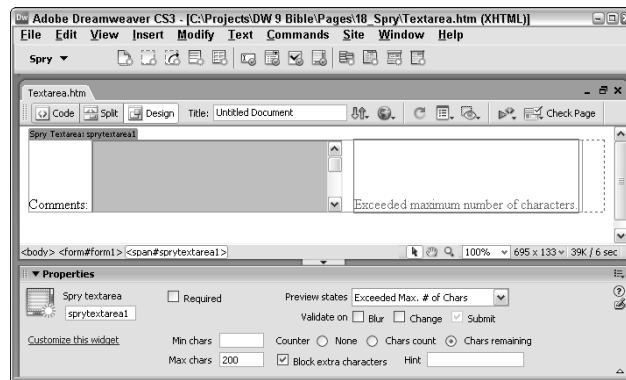 Adobe Dreamweaver CS3 - [C:\Projects\DW 9 Bible\Pages\18_Spry\Textarea.htm (XHTML)]
File Edit View Insert Modify Text Commands Site Window Help
Spry
Textarea.htm
Code Split Design Title: Untitled Document Check Page
Spry Textarea: sprytextarea1
Comments: Exceeded maximum number of characters.
<body> <form#form1> <span#sprytextarea1> 100% 695 x 133 39K / 6 sec
Properties
Spry textarea Required Preview states Exceeded Max. # of Chars
sprytextarea1 Validate on Blur Change Submit
Customize this widget Min chars Counter None Chars count Chars remaining
Max chars 200 Block extra characters Hint